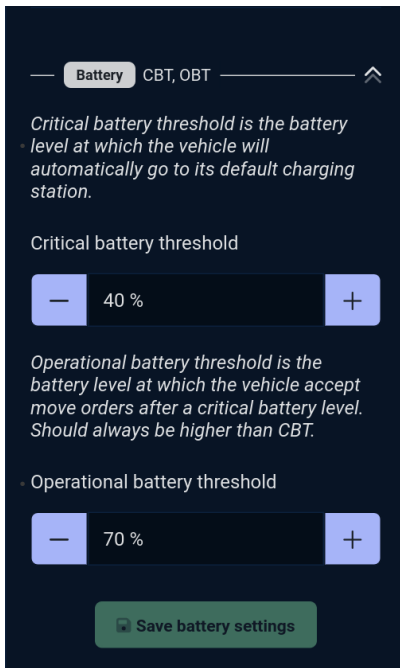 Battery CBT, OBT
Critical battery threshold is the battery
level at which the vehicle will
automatically go to its default charging
station.
Critical battery threshold
40 %
Operational battery threshold is the
battery level at which the vehicle accept
move orders after a critical battery level.
Should always be higher than CBT.
Operational battery threshold
70 %
Save battery settings